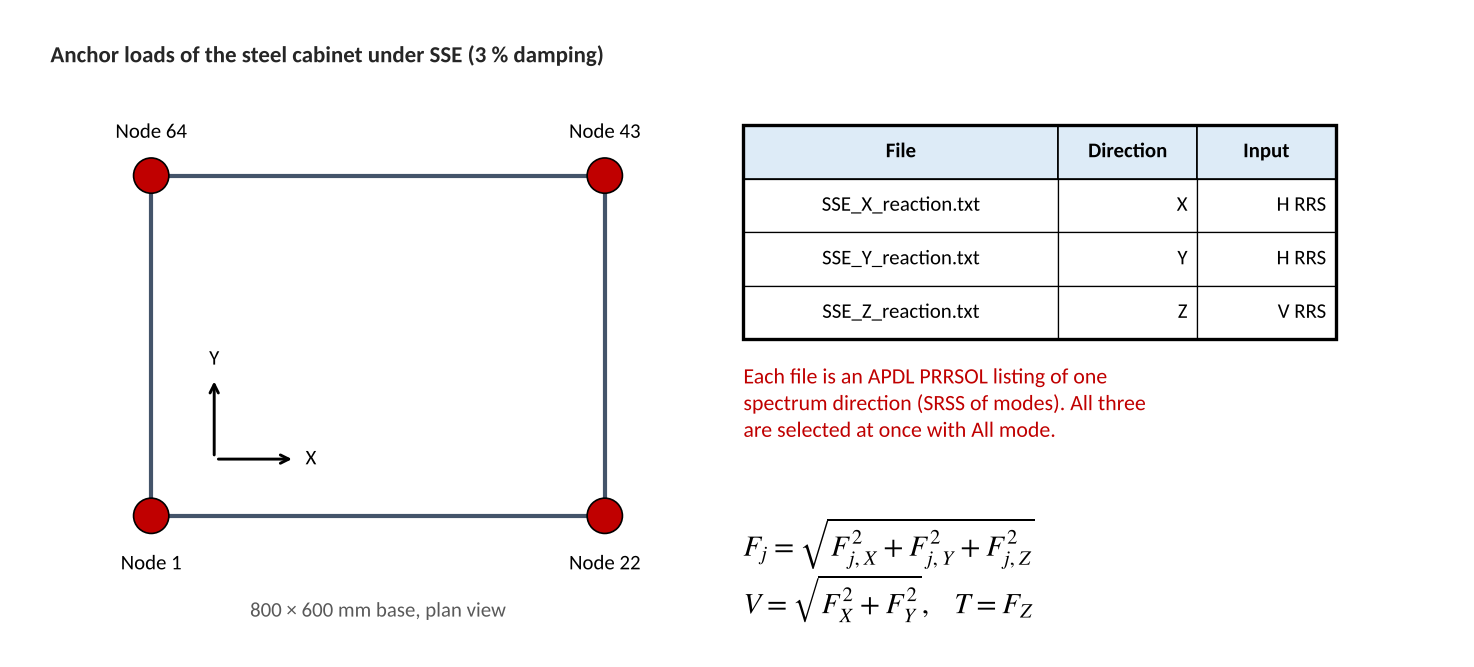 Anchor loads of the steel cabinet under SSE (3 % damping)
Node 64
Node 43
Y
X
Node 1
Node 22
800 × 600 mm base, plan view
File Direction Input
SSE_X_reaction.txt X H RRS
SSE_Y_reaction.txt Y H RRS
SSE_Z_reaction.txt Z V RRS
Each file is an APDL PRRSOL listing of one
spectrum direction (SRSS of modes). All three
are selected at once with All mode.
F_j = √(F_{j,X}^2 + F_{j,Y}^2 + F_{j,Z}^2)
V = √(F_X^2 + F_Y^2), T = F_Z